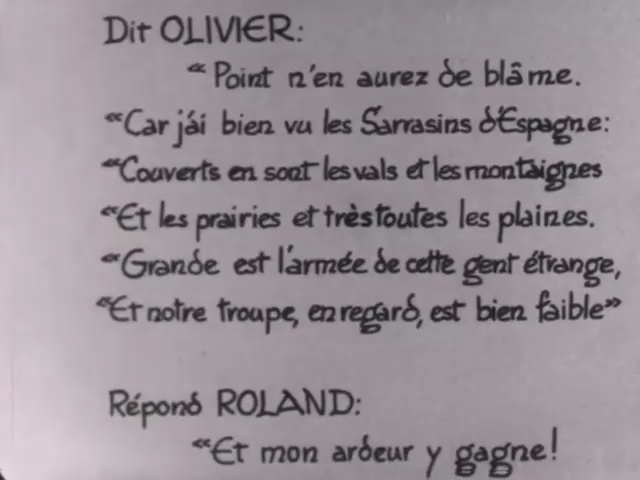 Dit OLIVIER:
“Point n'en aurez de blâme.
“Car j'ai bien vu les Sarrasins d'Espagne:
“Couverts en sont les vals et les montaignes
“Et les prairies et très toutes les plaines.
“Grande est l'armée de cette gent étrange,
“Et notre troupe, en regard, est bien faible”
Répond ROLAND:
“Et mon ardeur y gagne!